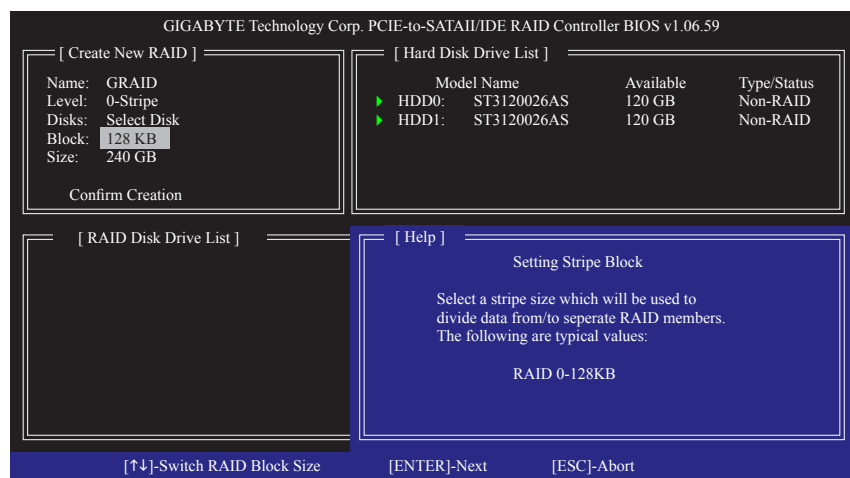 GIGABYTE Technology Corp. PCIE-to-SATAII/IDE RAID Controller BIOS v1.06.59
[ Create New RAID ]
Name: GRAID
Level: 0-Stripe
Disks: Select Disk
Block: 128 KB
Size: 240 GB
Confirm Creation
[ Hard Disk Drive List ]
Model Name Available Type/Status
HDD0: ST3120026AS 120 GB Non-RAID
HDD1: ST3120026AS 120 GB Non-RAID
[ RAID Disk Drive List ]
[ Help ]
Setting Stripe Block
Select a stripe size which will be used to
divide data from/to seperate RAID members.
The following are typical values:
RAID 0-128KB
[↑↓]-Switch RAID Block Size [ENTER]-Next [ESC]-Abort